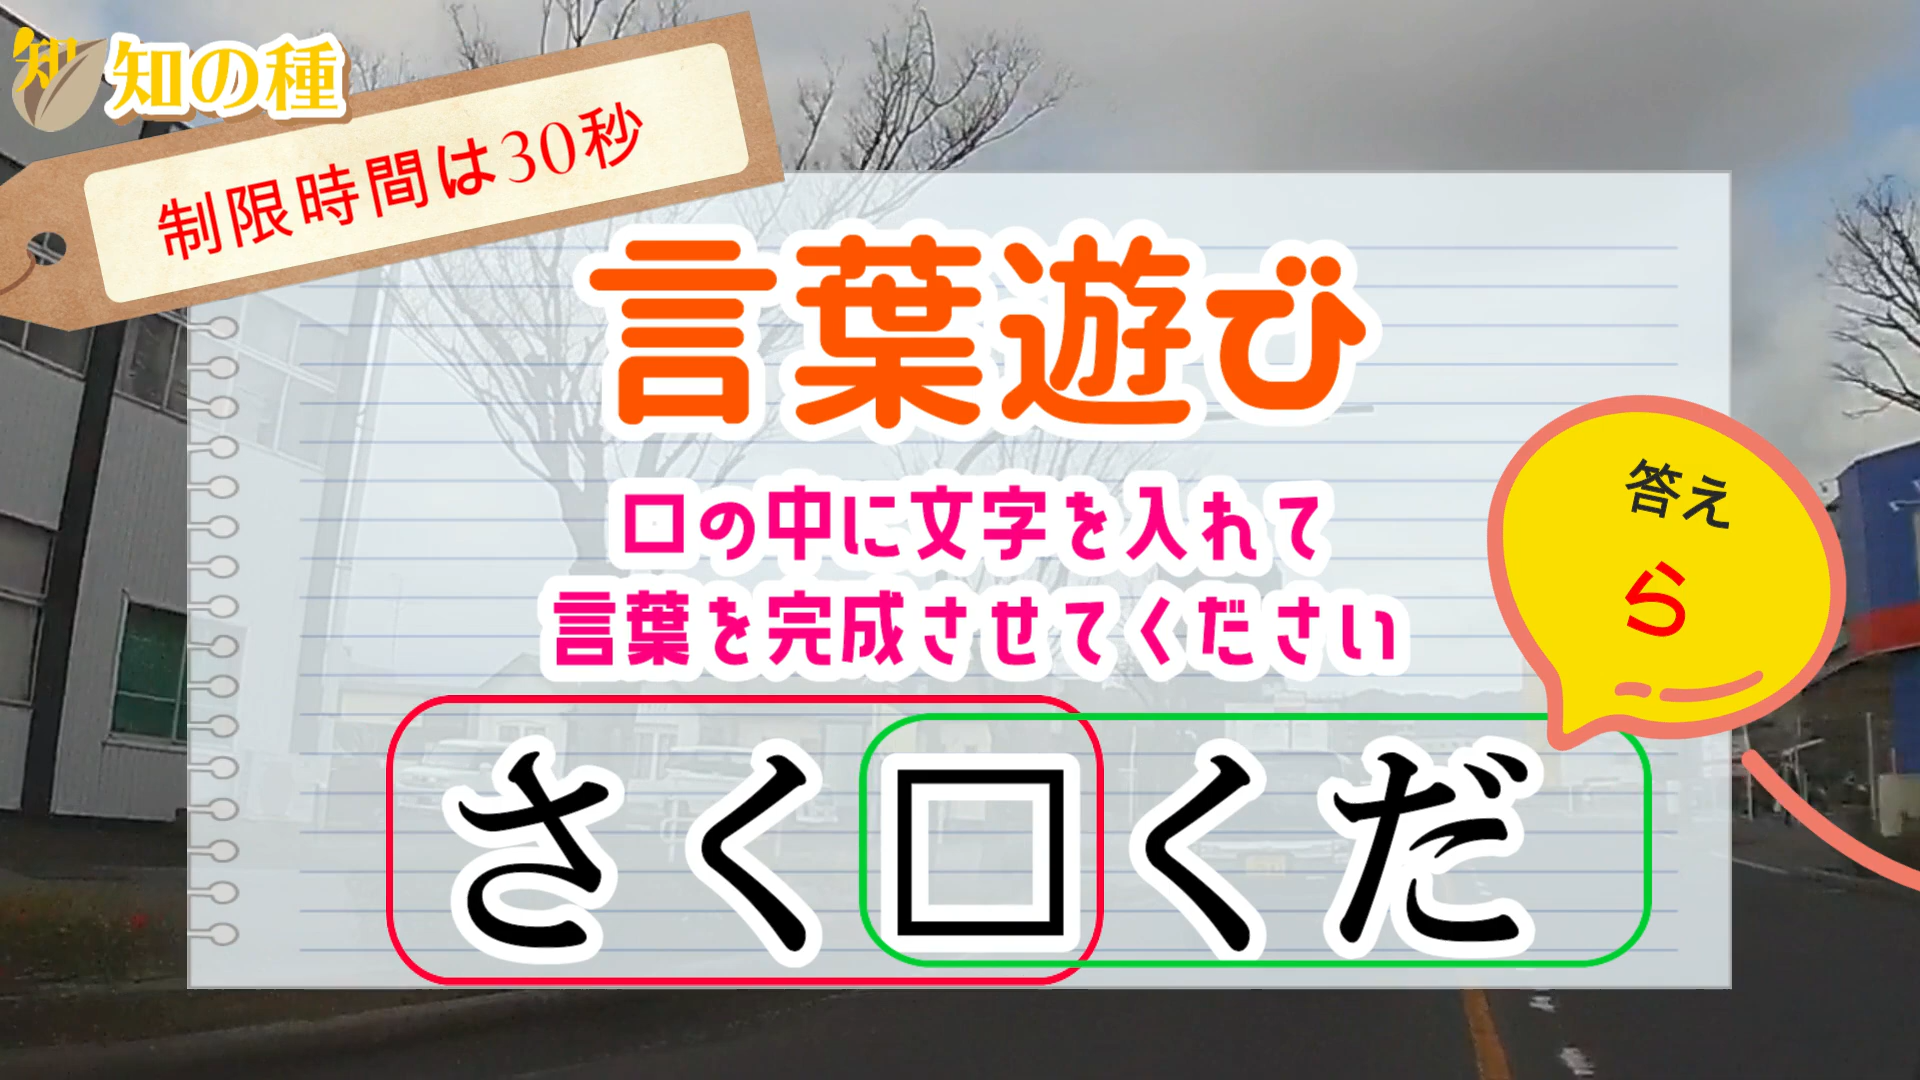 知の種
制限時間は30秒
言葉遊び
口の中に文字を入れて
言葉を完成させてください
答え
ら
さく□くだ